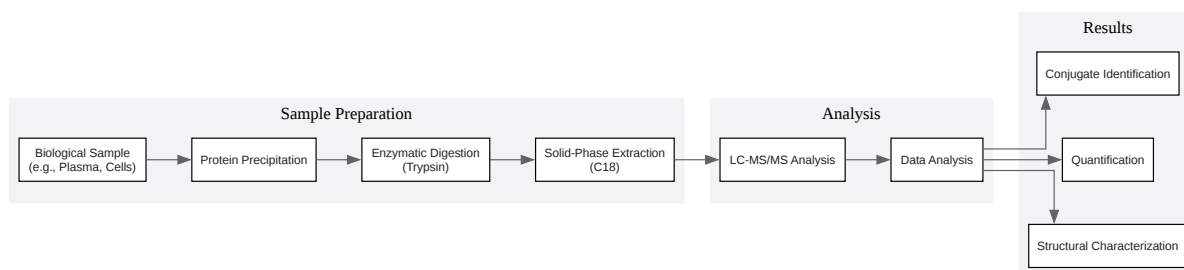 Sample Preparation
Biological Sample
(e.g., Plasma, Cells)
Protein Precipitation
Enzymatic Digestion
(Trypsin)
Solid-Phase Extraction
(C18)
Analysis
LC-MS/MS Analysis
Data Analysis
Results
Conjugate Identification
Quantification
Structural Characterization